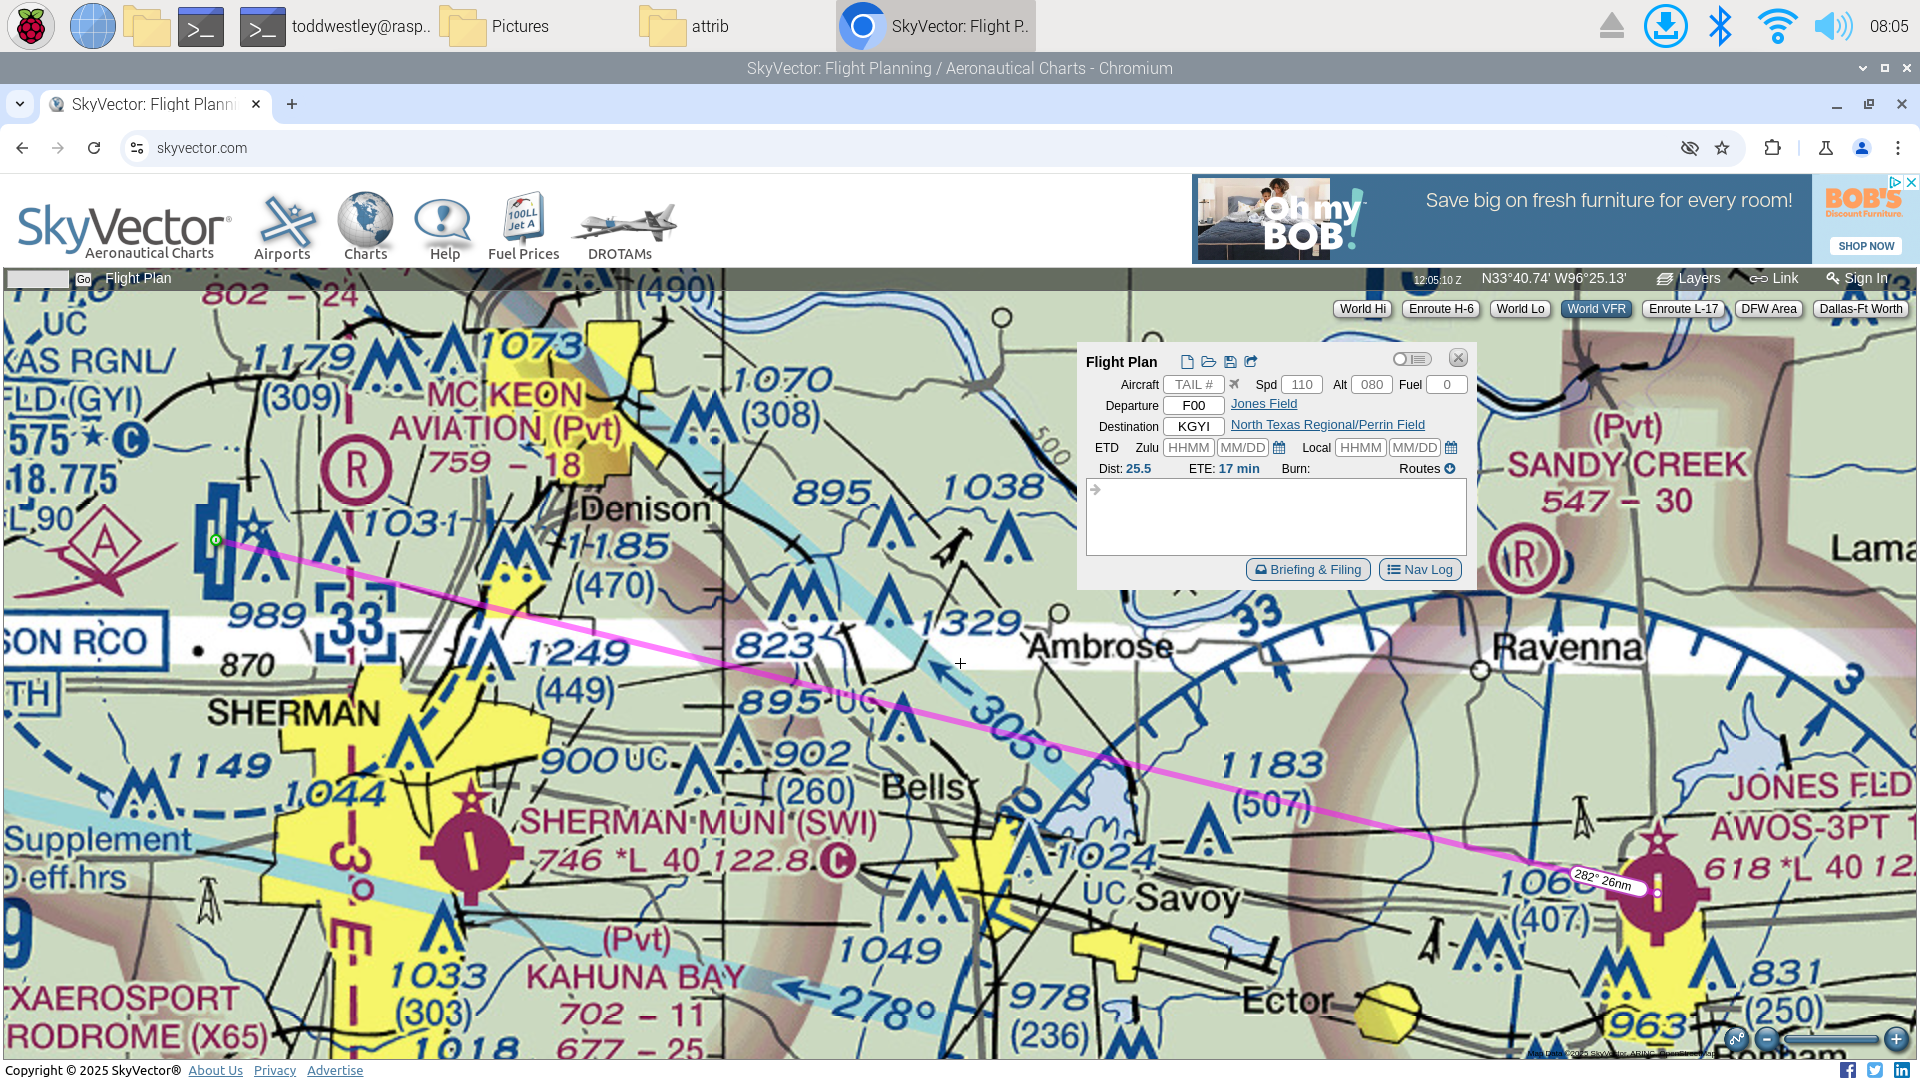 toddwestley@rasp..
Pictures
attrib
SkyVector: Flight P..
08:05
SkyVector: Flight Planning / Aeronautical Charts - Chromium
SkyVector: Flight Planni
skyvector.com
SkyVector®
Aeronautical Charts
Airports
Charts
100LL
Jet A
Help
Fuel Prices
DROTAMs
Oh my
BOB!
Save big on fresh furniture for every room!
BOB'S
Discount Furniture.
SHOP NOW
Go
Flight Plan
12:05:10 Z
N33°40.74' W96°25.13'
Layers
Link
Sign In
World Hi
Enroute H-6
World Lo
World VFR
Enroute L-17
DFW Area
Dallas-Ft Worth
Flight Plan
Aircraft
TAIL #
Spd
110
Alt
080
Fuel
0
Departure
F00
Jones Field
Destination
KGYI
North Texas Regional/Perrin Field
ETD
Zulu
HHMM
MM/DD
Local
HHMM
MM/DD
Dist: 25.5
ETE: 17 min
Burn:
Routes
Briefing & Filing
Nav Log
802 - 24
(490)
UC
XAS RGNL/
FLD (GYI)
575 * C
18.775
*L 90
1179
(309)
1073
MC KEON
AVIATION (Pvt)
759 - 18
R
1070
(308)
500
895
1038
(Pvt)
SANDY CREEK
547 - 30
R
Lama
A
1031
Denison
1185
(470)
989
33
SON RCO
870
TH
1249
(449)
823
1329
Ambrose
33
Ravenna
3
SHERMAN
895 UC
305°
1149
1044
900 UC
902
(260)
Bells
30
1183
(507)
JONES FLD
AWOS-3PT 1
618 *L 40 12
Supplement
D eff hrs
3° E
SHERMAN MUNI (SWI)
746 *L 40 122.8 C
1024
UC
Savoy
282° 26nm
(407)
9
(Pvt)
KAHUNA BAY
702 - 11
677 - 25
1033
(303)
1018
278°
1049
978
(236)
Ector
831
(250)
963
TXAEROSPORT
RODROME (X65)
Copyright © 2025 SkyVector®
About Us
Privacy
Advertise